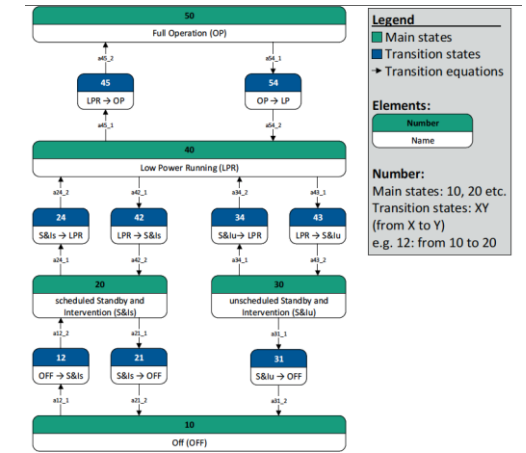 50
Full Operation (OP)
a45_2
a54_1
45
LPR → OP
54
OP → LP
a45_1
a54_2
40
Low Power Running (LPR)
a24_2
a42_1
a34_2
a43_1
24
S&Is → LPR
42
LPR → S&Is
34
S&Iu → LPR
43
LPR → S&Iu
a24_1
a42_2
a34_1
a43_2
20
scheduled Standby and
Intervention (S&Is)
30
unscheduled Standby and
Intervention (S&Iu)
a12_2
a21_1
a31_1
12
OFF → S&Is
21
S&Is → OFF
31
S&Iu → OFF
a12_1
a21_2
a31_2
10
Off (OFF)
Legend
Main states
Transition states
Transition equations
Elements:
Number
Name
Number:
Main states: 10, 20 etc.
Transition states: XY
(from X to Y)
e.g. 12: from 10 to 20